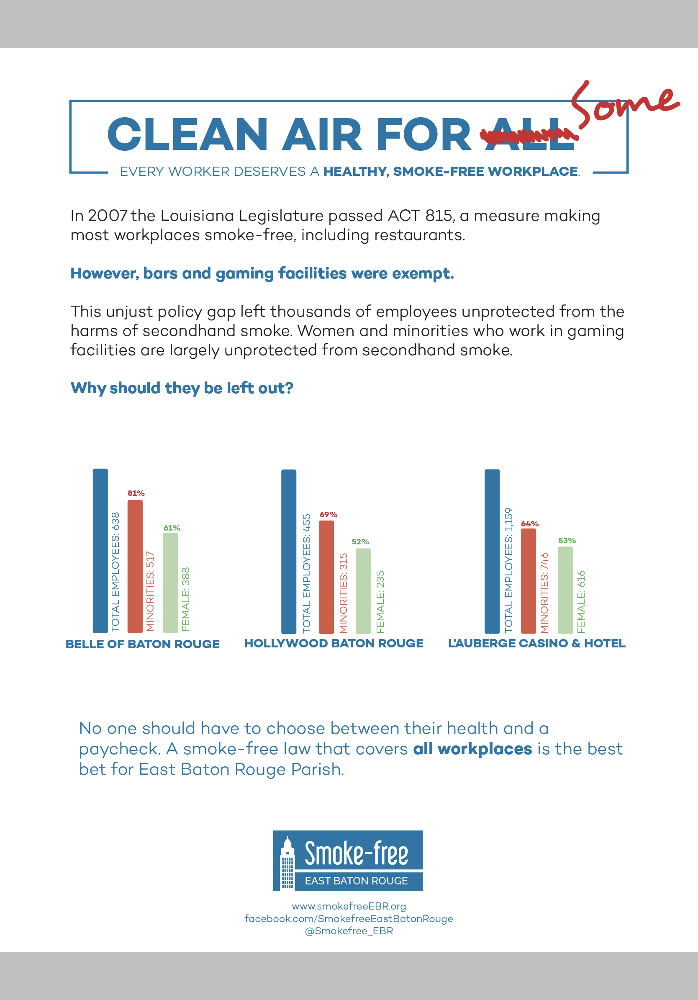 Some
CLEAN AIR FOR ALL
EVERY WORKER DESERVES A HEALTHY, SMOKE-FREE WORKPLACE.
In 2007 the Louisiana Legislature passed ACT 815, a measure making
most workplaces smoke-free, including restaurants.
However, bars and gaming facilities were exempt.
This unjust policy gap left thousands of employees unprotected from the
harms of secondhand smoke. Women and minorities who work in gaming
facilities are largely unprotected from secondhand smoke.
Why should they be left out?
TOTAL EMPLOYEES: 638
81%
MINORITIES: 517
61%
FEMALE: 388
BELLE OF BATON ROUGE
TOTAL EMPLOYEES: 455
69%
MINORITIES: 315
52%
FEMALE: 235
HOLLYWOOD BATON ROUGE
TOTAL EMPLOYEES: 1,159
64%
MINORITIES: 746
53%
FEMALE: 616
L'AUBERGE CASINO & HOTEL
No one should have to choose between their health and a
paycheck. A smoke-free law that covers all workplaces is the best
bet for East Baton Rouge Parish.
Smoke-free
EAST BATON ROUGE
www.smokefreeEBR.org
facebook.com/SmokefreeEastBatonRouge
@Smokefree_EBR